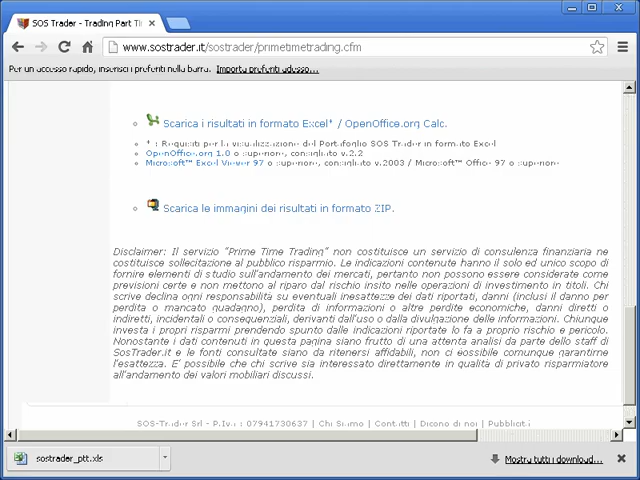 SOS Trader - Trading Part Ti
www.sostrader.it/sostrader/primetimetrading.cfm
Per un accesso rapido, inserisci i preferiti nella barra. Importa preferiti adesso...
Scarica i risultati in formato Excel* / OpenOffice.org Calc.
* : Requisiti per la visualizzazione del Portafoglio SOS Trader in formato Excel
OpenOffice.org 1.0 o superiore, consigliato v.2.2
Microsoft™ Excel Viewer 97 o superiore, consigliato v.2003 / Microsoft™ Office 97 o superiore
Scarica le immagini dei risultati in formato ZIP.
Disclaimer: Il servizio "Prime Time Trading" non costituisce un servizio di consulenza finanziaria ne
costituisce sollecitazione al pubblico risparmio. Le indicazioni contenute hanno il solo ed unico scopo di
fornire elementi di studio sull'andamento dei mercati, pertanto non possono essere considerate come
previsioni certe e non mettono al riparo dal rischio insito nelle operazioni di investimento in titoli. Chi
scrive declina ogni responsabilità su eventuali inesattezze dei dati riportati, danni (inclusi il danno per
perdita o mancato guadagno), perdita di informazioni o altre perdite economiche, danni diretti o
indiretti, incidentali o consequenziali, derivanti dall'uso o dalla divulgazione delle informazioni. Chiunque
investa i propri risparmi prendendo spunto dalle indicazioni riportate lo fa a proprio rischio e pericolo.
Nonostante i dati contenuti in questa pagina siano frutto di una attenta analisi da parte dello staff di
SosTrader.it e le fonti consultate siano da ritenersi affidabili, non ci è possibile comunque garantirne
l'esattezza. E' possibile che chi scrive sia interessato direttamente in qualità di privato risparmiatore
all'andamento dei valori mobiliari discussi.
SOS-Trader Srl - P.Iva : 07941730637 | Chi Siamo | Contatti | Dicono di noi | Pubblicati
sostrader_ptt.xls
Mostra tutti i download...